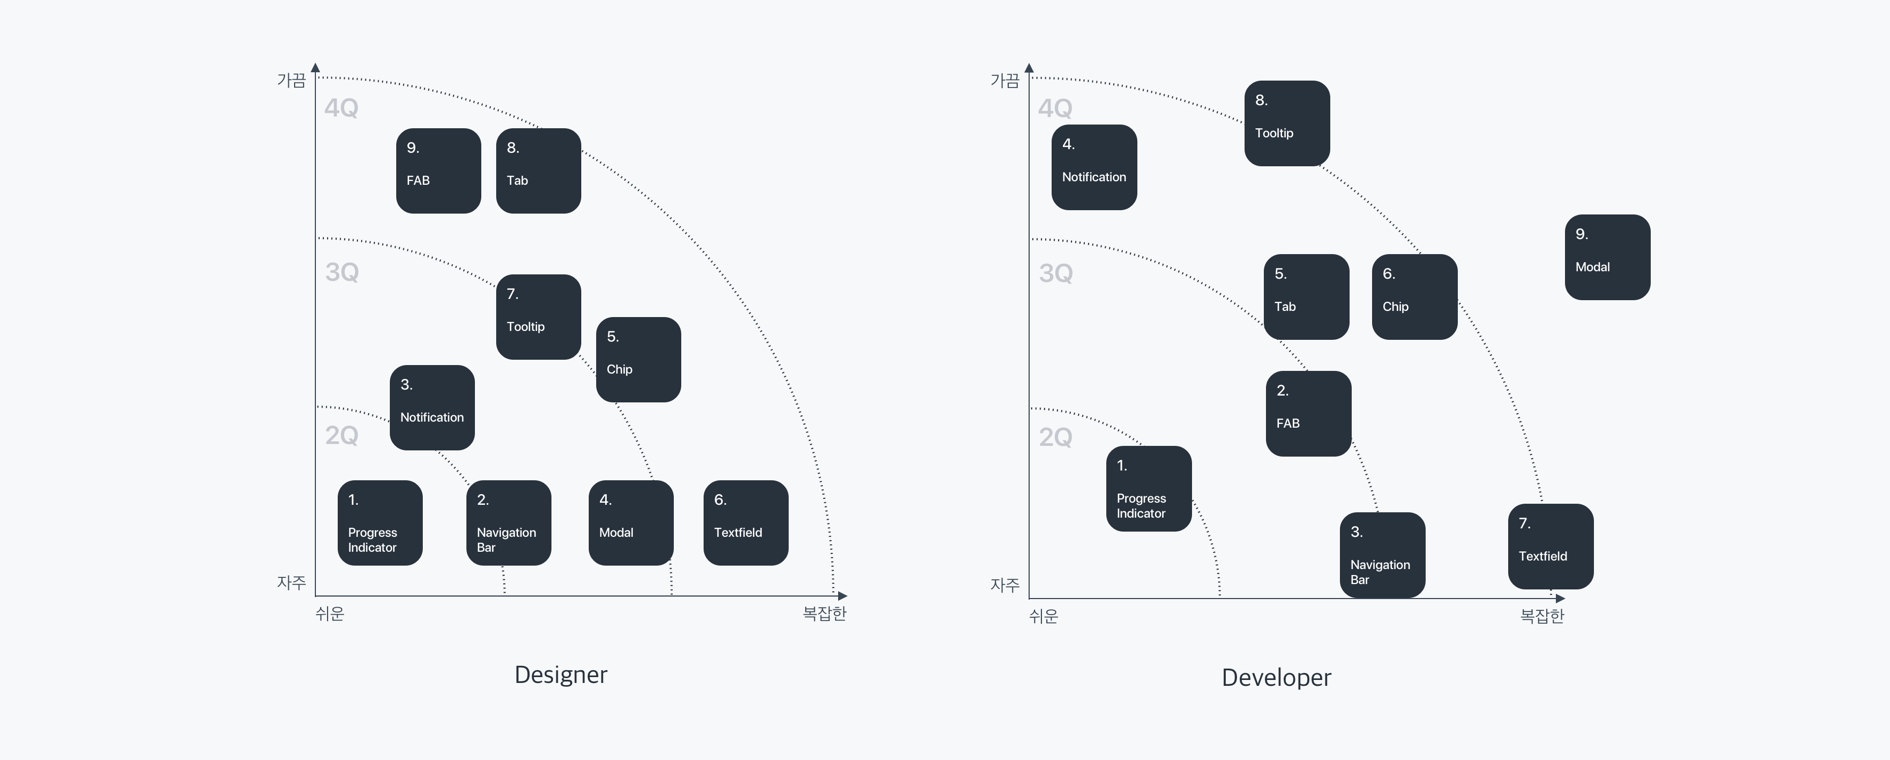 가끔
4Q
9.
FAB
8.
Tab
3Q
7.
Tooltip
5.
Chip
3.
Notification
2Q
1.
Progress
Indicator
2.
Navigation
Bar
4.
Modal
6.
Textfield
자주
쉬운
복잡한
Designer
가끔
4Q
8.
Tooltip
4.
Notification
9.
Modal
3Q
5.
Tab
6.
Chip
2.
FAB
2Q
1.
Progress
Indicator
3.
Navigation
Bar
7.
Textfield
자주
쉬운
복잡한
Developer